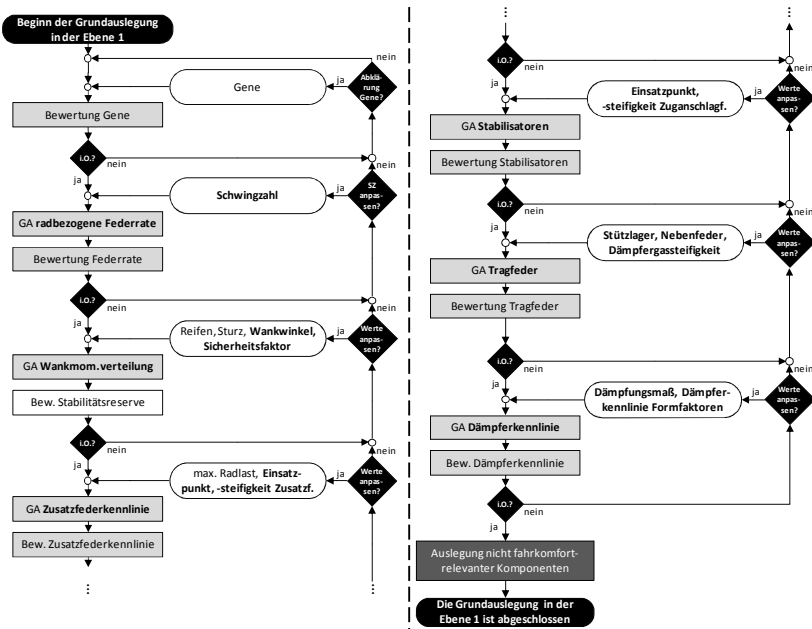 Beginn der Grundauslegung
in der Ebene 1
nein
Gene
ja
Abklä-
rung
Gene?
Bewertung Gene
i.O.?
nein
nein
ja
Schwingzahl
ja
SZ
anpas-
sen?
GA radbezogene Federrate
Bewertung Federrate
i.O.?
nein
nein
ja
Reifen, Sturz, Wankwinkel,
Sicherheitsfaktor
ja
Werte
anpas-
sen?
GA Wankmom.verteilung
Bew. Stabilitätsreserve
i.O.?
nein
nein
ja
max. Radlast, Einsatz-
punkt, -steifigkeit Zusatzf.
ja
Werte
anpas-
sen?
GA Zusatzfederkennlinie
Bew. Zusatzfederkennlinie
...
...
...
...
i.O.?
nein
nein
ja
Einsatzpunkt,
-steifigkeit Zuganschlagf.
ja
Werte
anpas-
sen?
GA Stabilisatoren
Bewertung Stabilisatoren
i.O.?
nein
nein
ja
Stützlager, Nebenfeder,
Dämpfergassteifigkeit
ja
Werte
anpas-
sen?
GA Tragfeder
Bewertung Tragfeder
i.O.?
nein
nein
ja
Dämpfungsmaß, Dämpfer-
kennlinie Formfaktoren
ja
Werte
anpas-
sen?
GA Dämpferkennlinie
Bew. Dämpferkennlinie
i.O.?
nein
ja
Auslegung nicht fahrkomfort-
relevanter Komponenten
Die Grundauslegung in der
Ebene 1 ist abgeschlossen